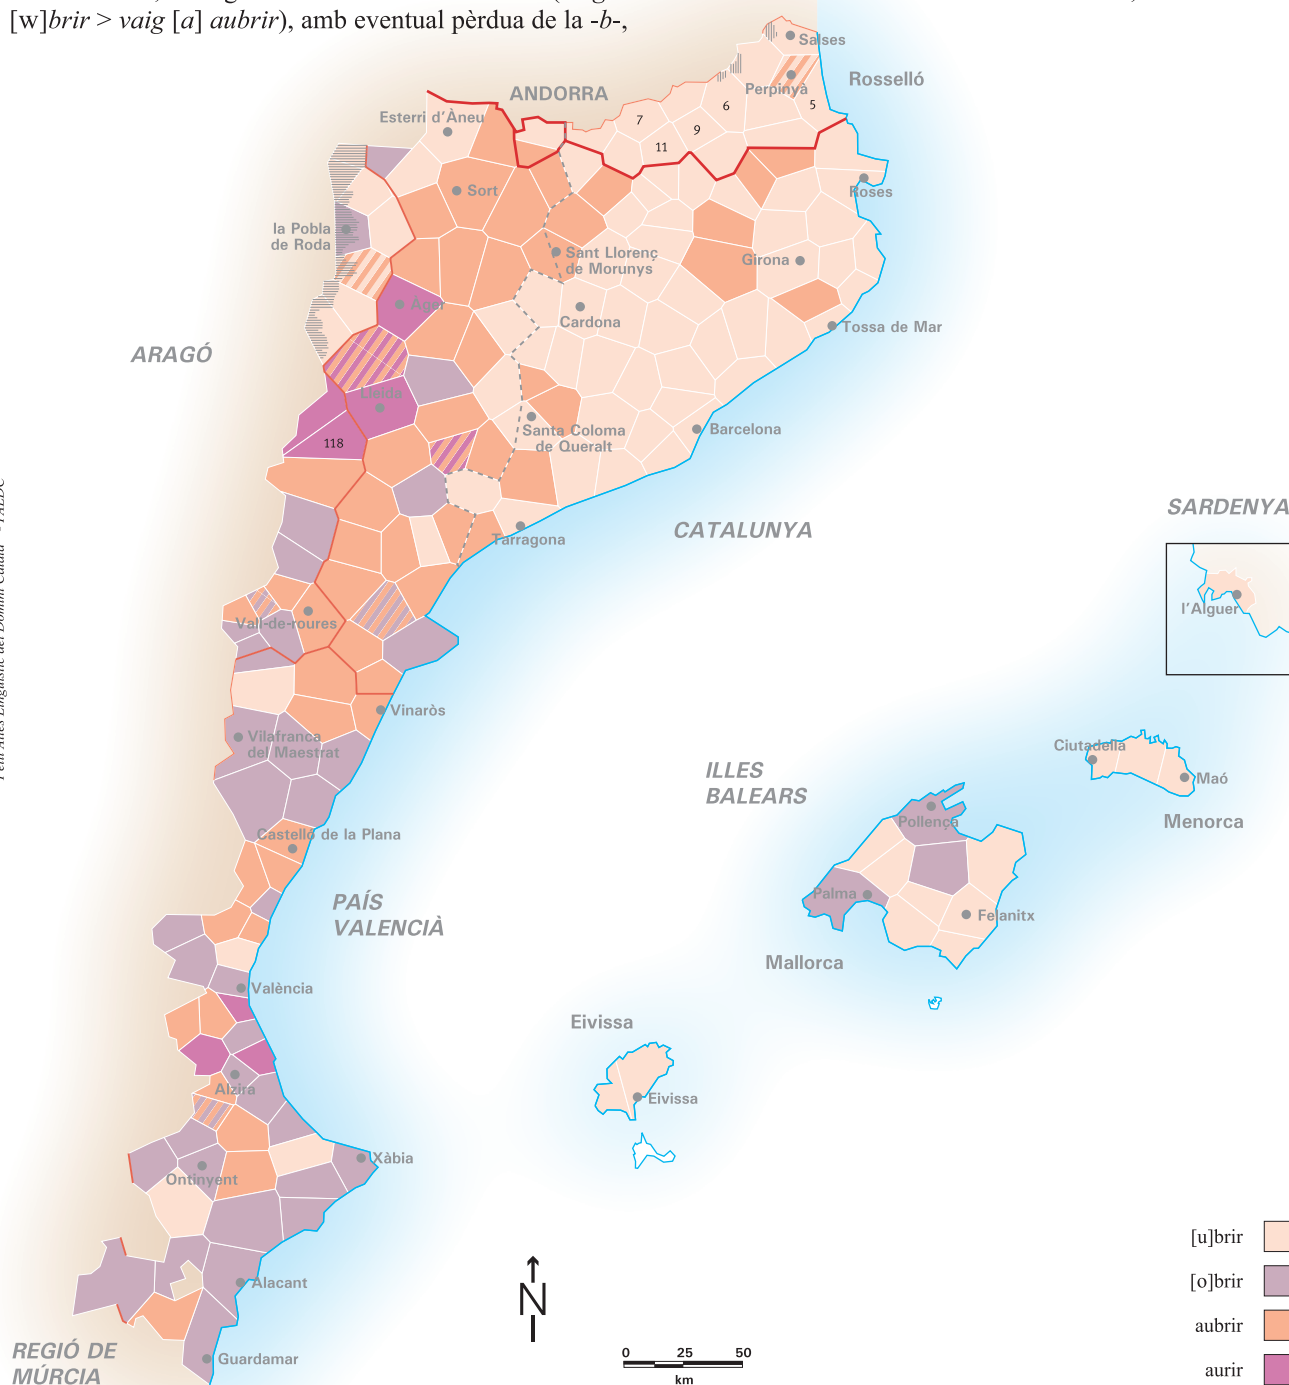 [w]brir > vaig [a] aubrir), amb eventual pèrdua de la -b-,
Salses
Rosselló
Perpinyà
ANDORRA
6
5
7
9
11
Esterri d'Àneu
Sort
Roses
la Pobla
de Roda
Sant Llorenç
de Morunys
Girona
Àger
Cardona
Tossa de Mar
ARAGÓ
Lleida
118
Santa Coloma
de Queralt
Barcelona
SARDENYA
CATALUNYA
Tarragona
l'Alguer
Vall-de-roures
Vinaròs
Vilafranca
del Maestrat
Ciutadella
Maó
ILLES
BALEARS
Pollença
Menorca
Castelló de la Plana
PAÍS
VALENCIÀ
Palma
Felanitx
Mallorca
València
Eivissa
Alzira
Eivissa
Xàbia
Ontinyent
[u]brir
[o]brir
aubrir
aurir
Alacant
N
REGIÓ DE
MÚRCIA
Guardamar
0 25 50
km